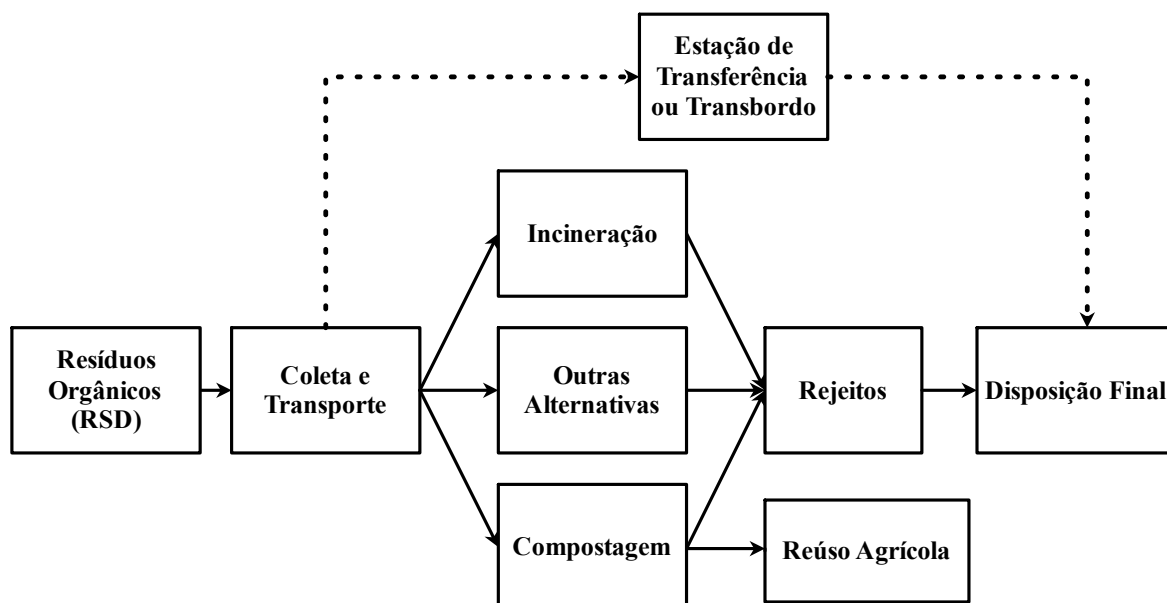 Estação de
Transferência
ou Transbordo
Incineração
Resíduos
Orgânicos
(RSD)
Coleta e
Transporte
Outras
Alternativas
Rejeitos
Disposição Final
Compostagem
Reúso Agrícola